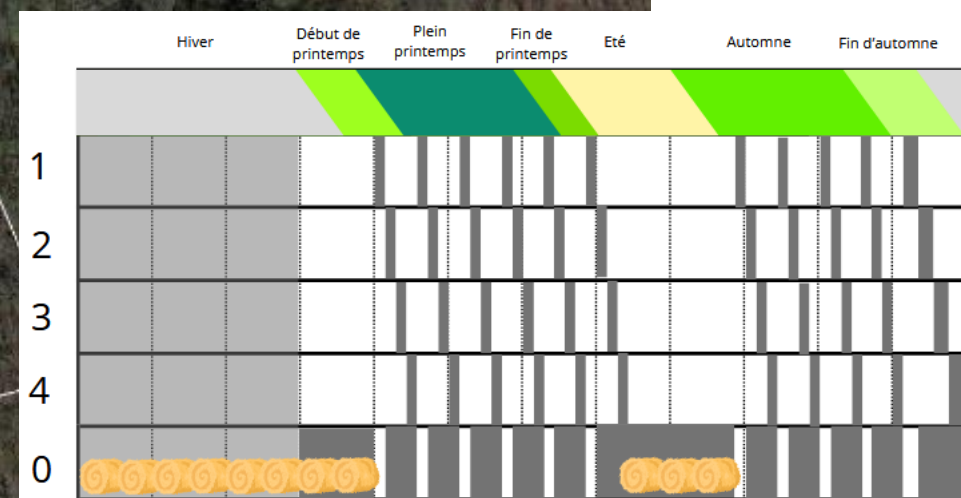 Hiver
Début de
printemps
Plein
printemps
Fin de
printemps
Eté
Automne
Fin d'automne
1
2
3
4
0